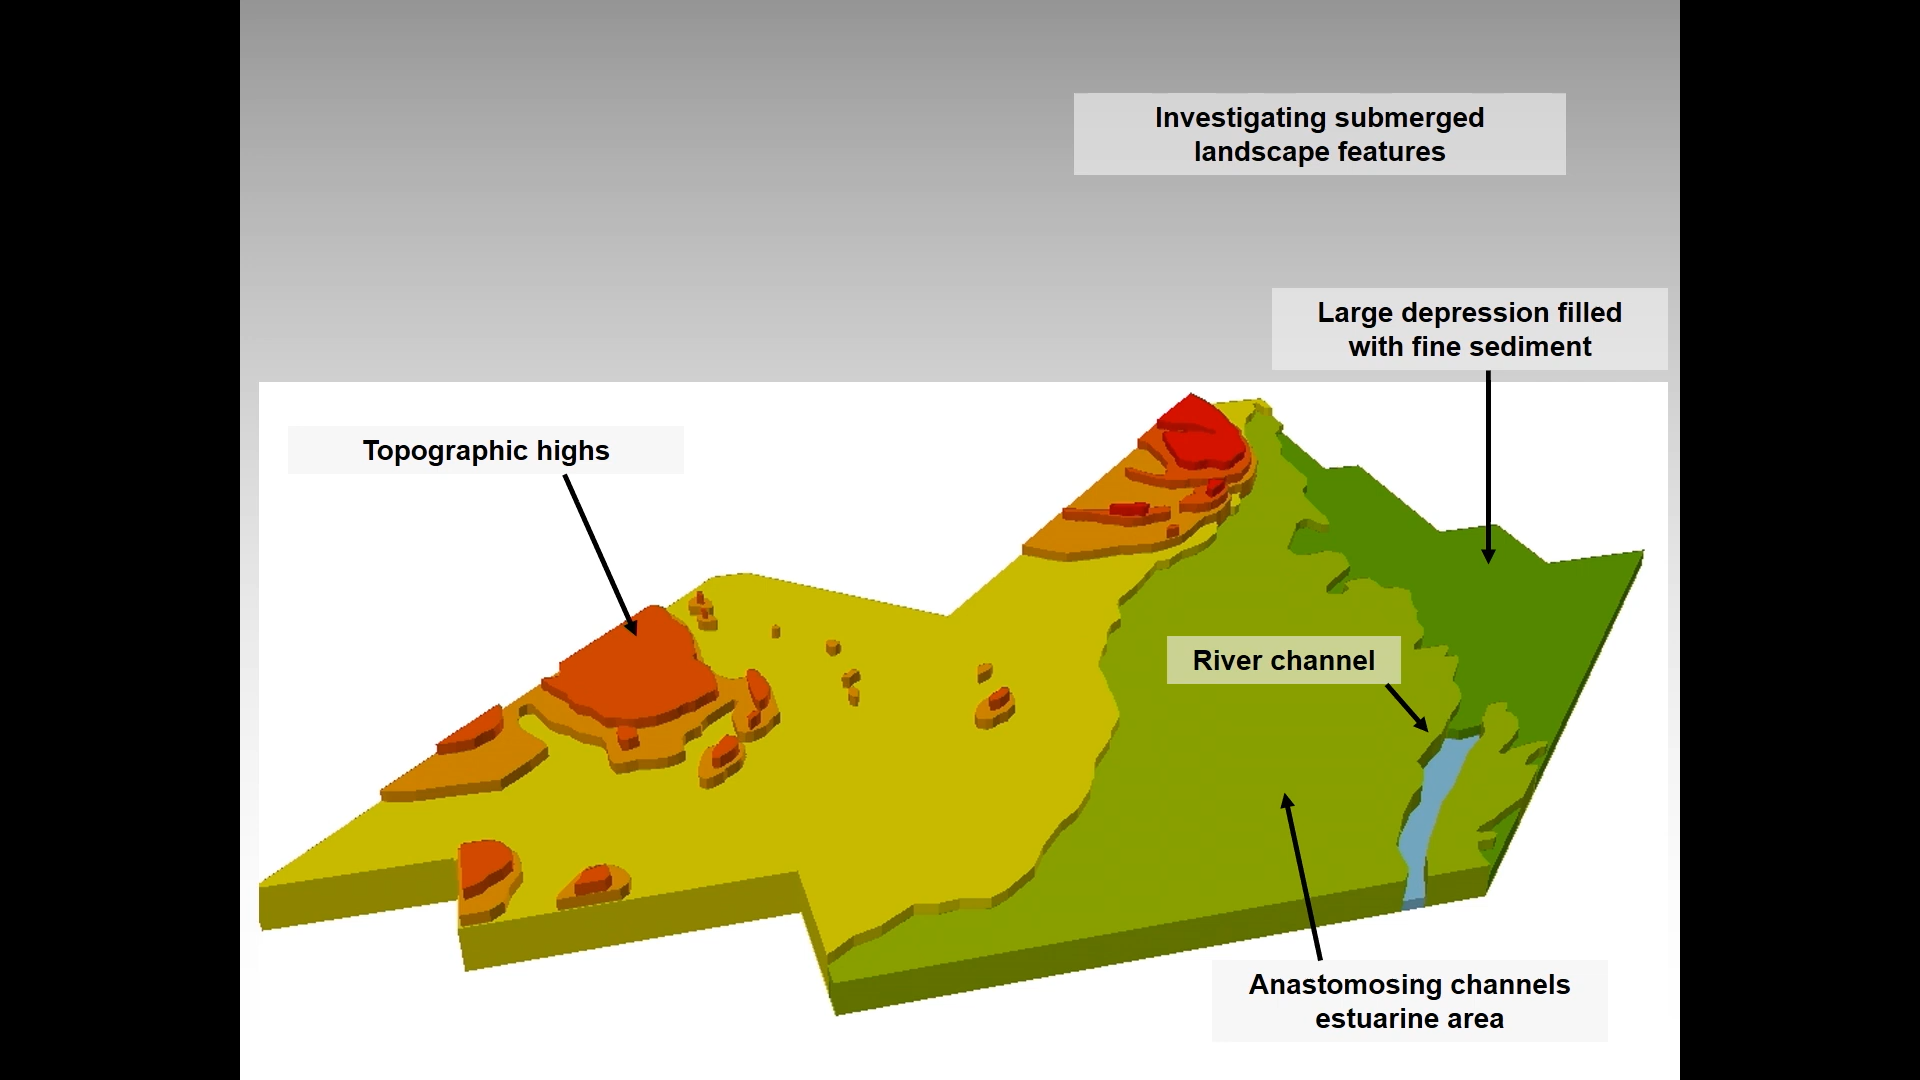 Investigating submerged
landscape features
Large depression filled
with fine sediment
Topographic highs
River channel
Anastomosing channels
estuarine area